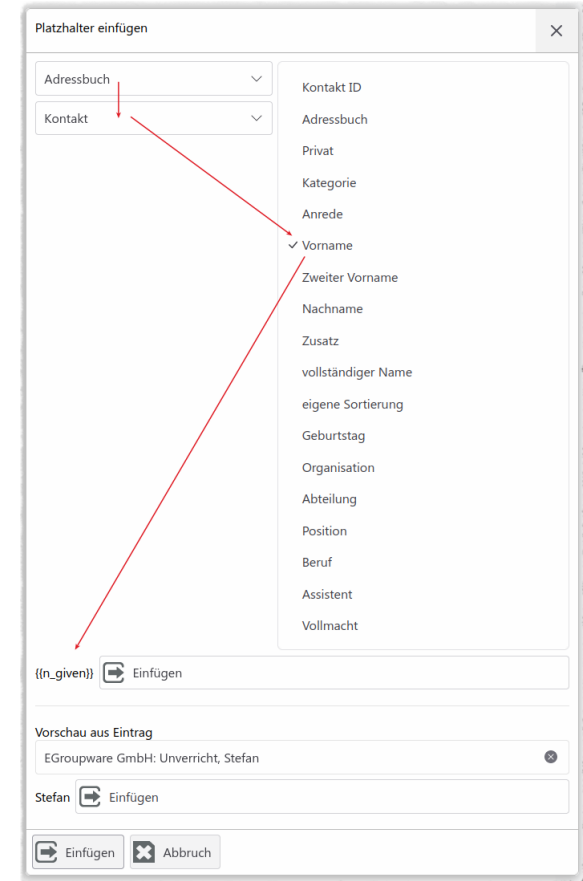 Platzhalter einfügen
Adressbuch
Kontakt
Kontakt ID
Adressbuch
Privat
Kategorie
Anrede
Vorname
Zweiter Vorname
Nachname
Zusatz
vollständiger Name
eigene Sortierung
Geburtstag
Organisation
Abteilung
Position
Beruf
Assistent
Vollmacht
{{n_given}} Einfügen
Vorschau aus Eintrag
EGroupware GmbH: Unverricht, Stefan
Stefan Einfügen
Einfügen Abbruch